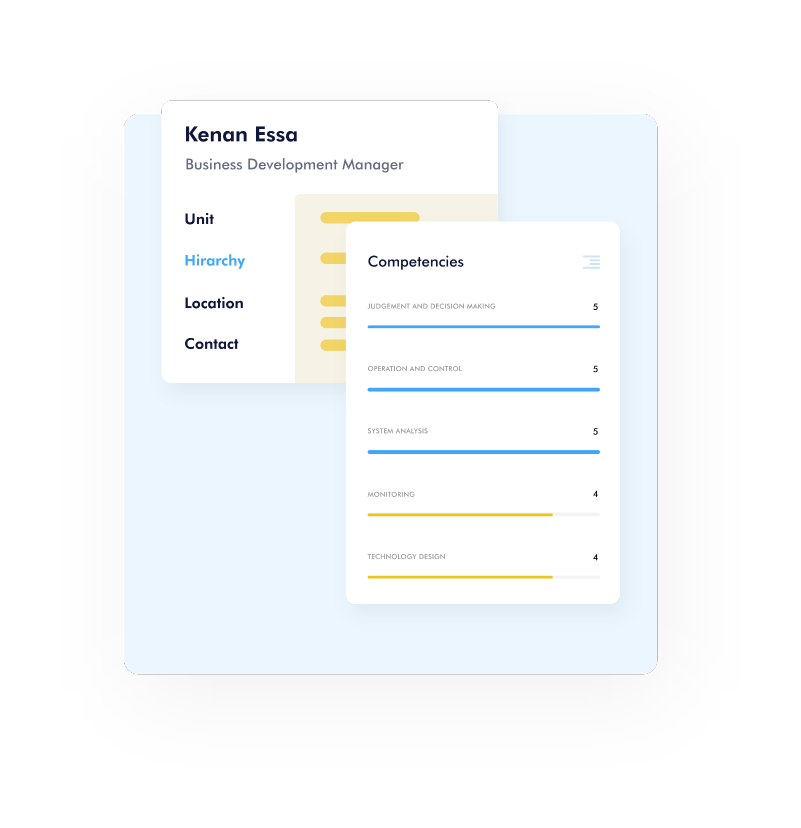 Kenan Essa
Business Development Manager
Unit
Hirarchy
Location
Contact
Competencies
JUDGEMENT AND DECISION MAKING 5
OPERATION AND CONTROL 5
SYSTEM ANALYSIS 5
MONITORING 4
TECHNOLOGY DESIGN 4